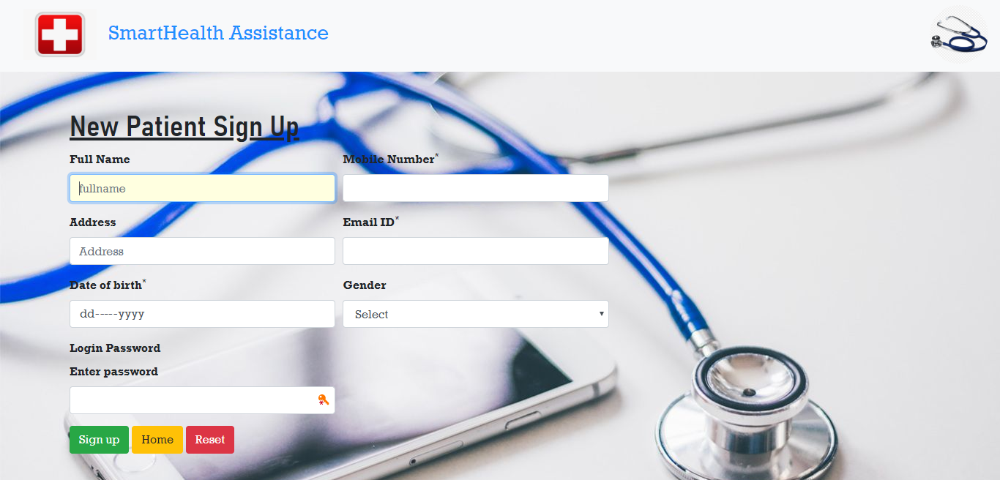 SmartHealth Assistance
New Patient Sign Up
Full Name
Mobile Number*
fullname
Address
Email ID*
Address
Date of birth*
Gender
dd-----yyyy
Select
Login Password
Enter password
Sign up
Home
Reset